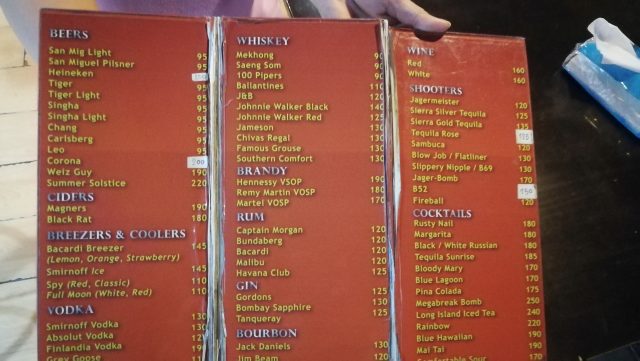 BEERS
San Mig Light 95
San Miguel Pilsner 95
Heineken
Tiger 95
Tiger Light 95
Singha 95
Singha Light 95
Chang 95
Carlsberg 95
Leo 95
Corona 200
Weiz Guy 190
Summer Solstice 220
CIDERS
Magners 190
Black Rat 180
BREEZERS & COOLERS
Bacardi Breezer 145
(Lemon, Orange, Strawberry)
Smirnoff Ice 145
Spy (Red, Classic) 110
Full Moon (White, Red) 110
VODKA
Smirnoff Vodka 130
Absolut Vodka 125
Finlandia Vodka 190
Grey Goose
WHISKEY
Mekhong 90
Saeng Som 90
100 Pipers 90
Ballantines 110
J&B 120
Johnnie Walker Black 140
Johnnie Walker Red 125
Jameson 130
Chivas Regal 130
Famous Grouse 130
Southern Comfort 130
BRANDY
Hennessy VSOP 170
Remy Martin VOSP 180
Martel VOSP 170
RUM
Captain Morgan 120
Bundaberg 120
Bacardi 120
Malibu 120
Havana Club 125
GIN
Gordons 125
Bombay Sapphire 130
Tanqueray 125
BOURBON
Jack Daniels 130
Jim Beam 120
WINE
Red 160
White 160
SHOOTERS
Jagermeister 120
Sierra Silver Tequila 125
Sierra Gold Tequila 135
Tequila Rose
Sambuca 120
Blow Job / Flatliner 130
Slippery Nipple / B69 130
Jager-Bomb 170
B52 150
Fireball 120
COCKTAILS
Rusty Nail 180
Margarita 180
Black / White Russian 180
Tequila Sunrise 185
Bloody Mary 170
Blue Lagoon 170
Pina Colada 175
Megabreak Bomb 250
Long Island Iced Tea 240
Rainbow 220
Blue Hawaiian 190
Mai Tai 190
Comfortable Sour